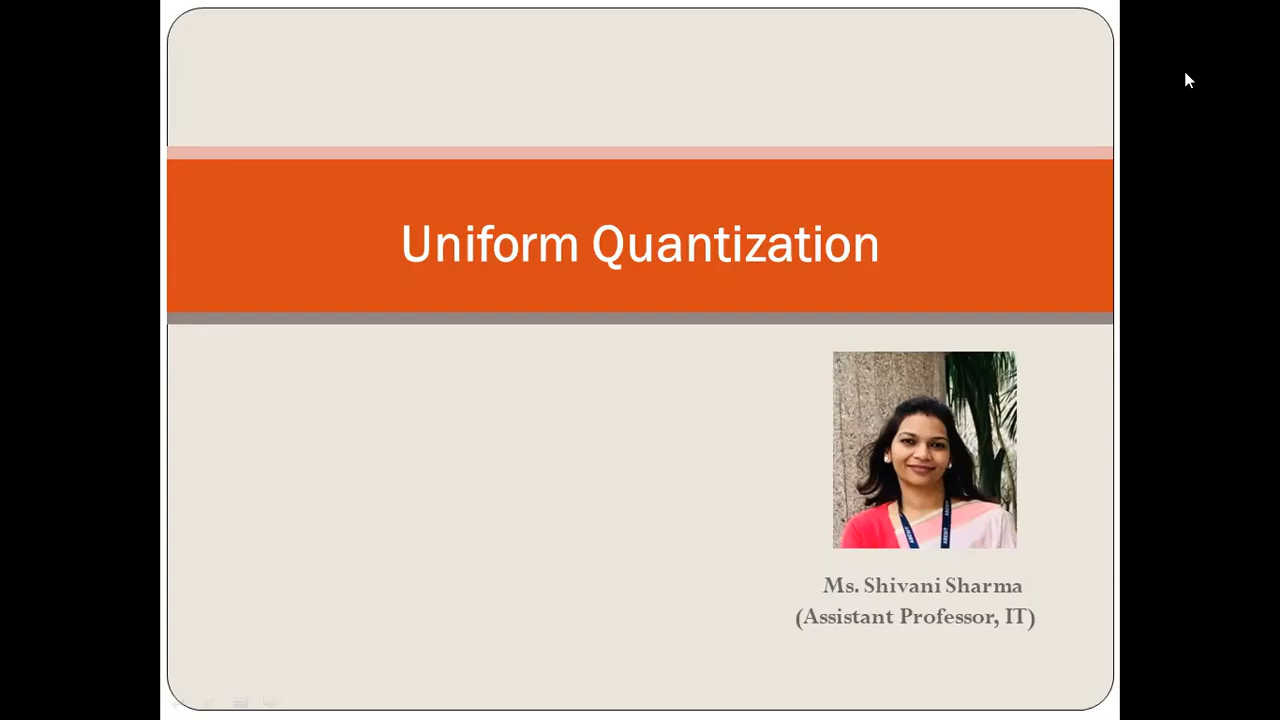 Uniform Quantization
Ms. Shivani Sharma
(Assistant Professor, IT)